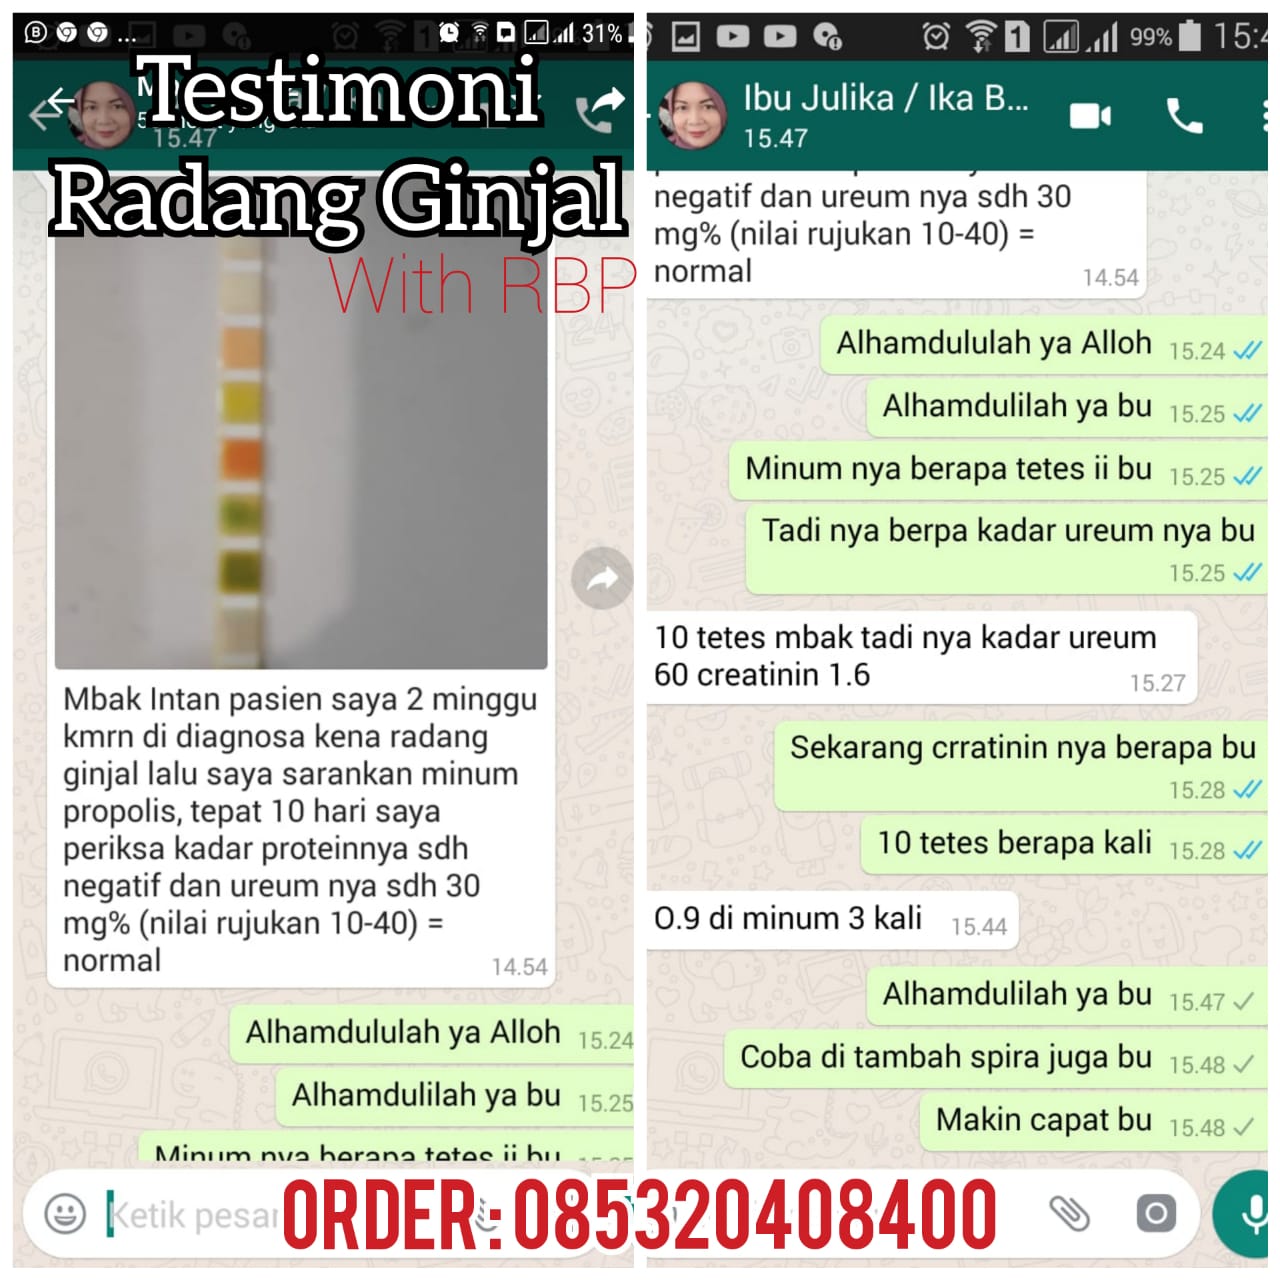 31%
Testimoni
15.47
Radang Ginjal
With RBP
Mbak Intan pasien saya 2 minggu
kmrn di diagnosa kena radang
ginjal lalu saya sarankan minum
propolis, tepat 10 hari saya
periksa kadar proteinnya sdh
negatif dan ureum nya sdh 30
mg% (nilai rujukan 10-40) =
normal
14.54
Alhamdululah ya Alloh 15.24
Alhamdulilah ya bu 15.25
Minum nya berapa tetes ii bu
Ketik pesan
99% 15:4
Ibu Julika / Ika B...
15.47
negatif dan ureum nya sdh 30
mg% (nilai rujukan 10-40) =
normal
14.54
Alhamdululah ya Alloh 15.24
Alhamdulilah ya bu 15.25
Minum nya berapa tetes ii bu 15.25
Tadi nya berpa kadar ureum nya bu
15.25
10 tetes mbak tadi nya kadar ureum
60 creatinin 1.6
15.27
Sekarang crratinin nya berapa bu
15.28
10 tetes berapa kali 15.28
O.9 di minum 3 kali 15.44
Alhamdulilah ya bu 15.47
Coba di tambah spira juga bu 15.48
Makin capat bu 15.48
ORDER: 085320408400